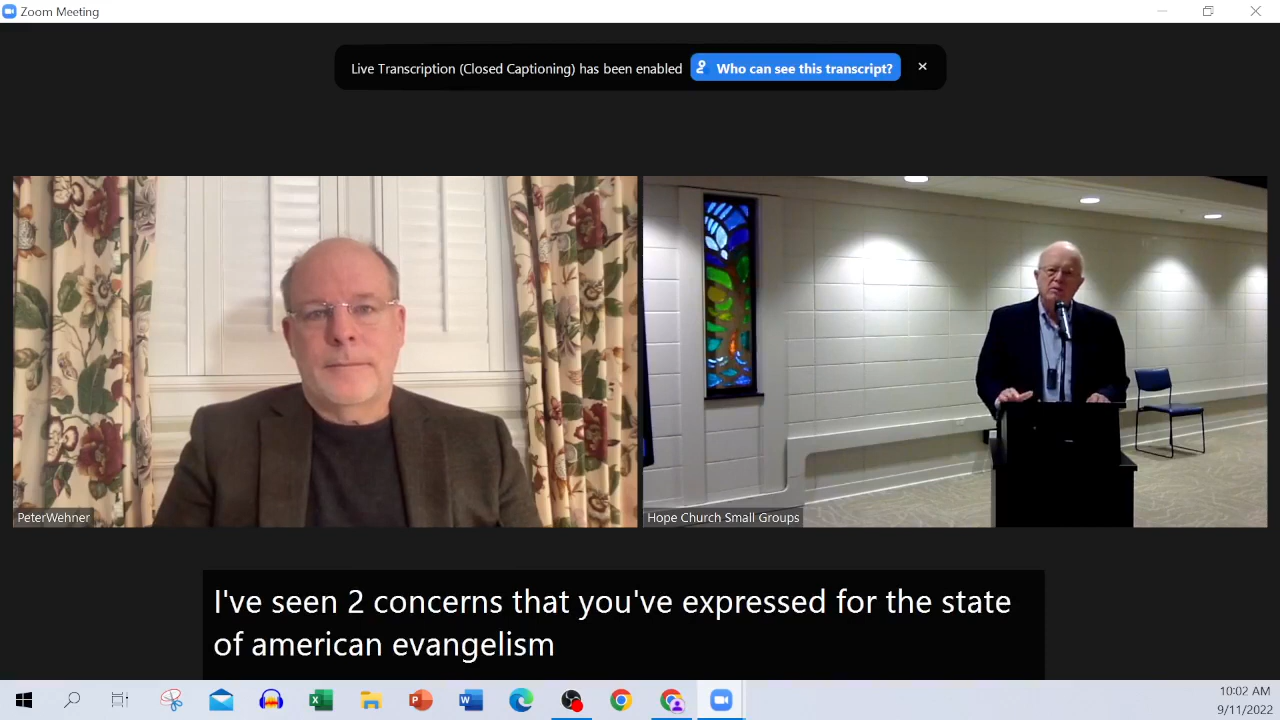 Zoom Meeting
Live Transcription (Closed Captioning) has been enabled
Who can see this transcript?
PeterWehner
Hope Church Small Groups
I've seen 2 concerns that you've expressed for the state
of american evangelism
10:02 AM
9/11/2022